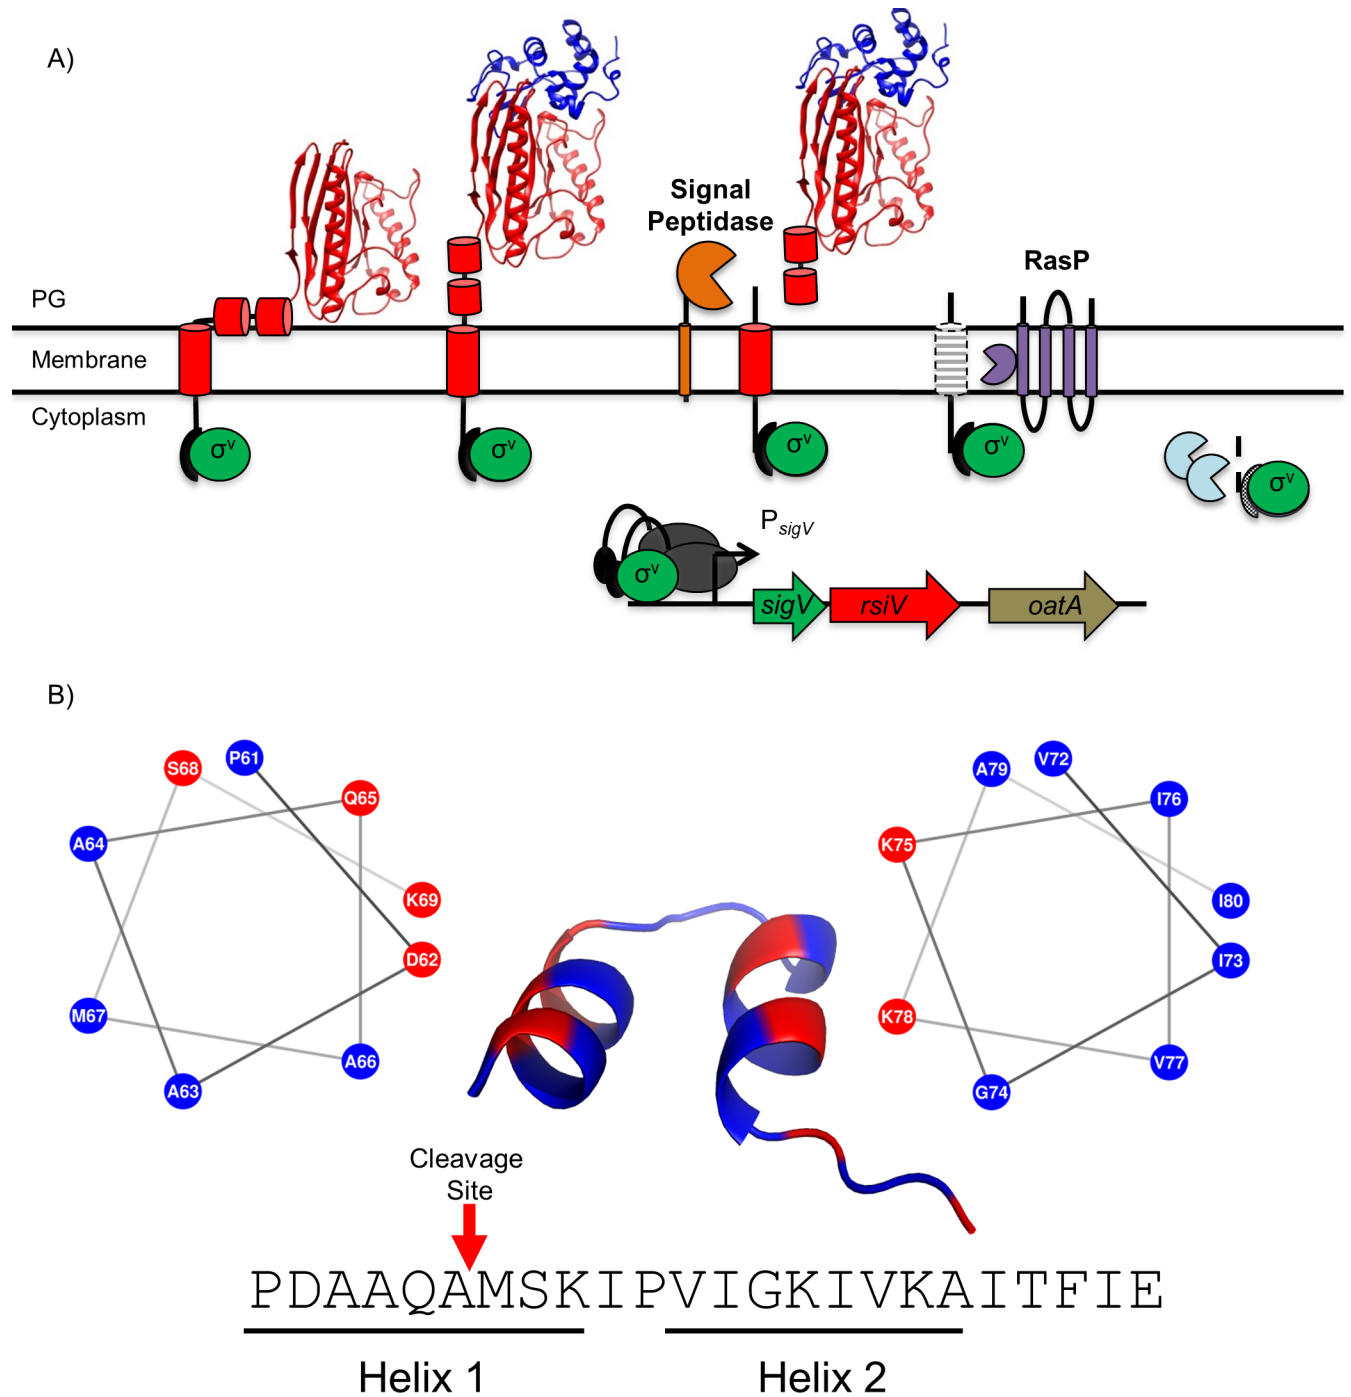 A)
Signal
Peptidase
RasP
PG
Membrane
Cytoplasm
σᵛ
σᵛ
σᵛ
σᵛ
σᵛ
PsigV
σᵛ
sigV
rsiV
oatA
B)
S68
P61
Q65
A64
K69
D62
M67
A66
A63
A79
V72
I76
K75
I80
I73
K78
V77
G74
Cleavage
Site
PDAAQAMSKIPVIGKIVKAITFIE
Helix 1
Helix 2